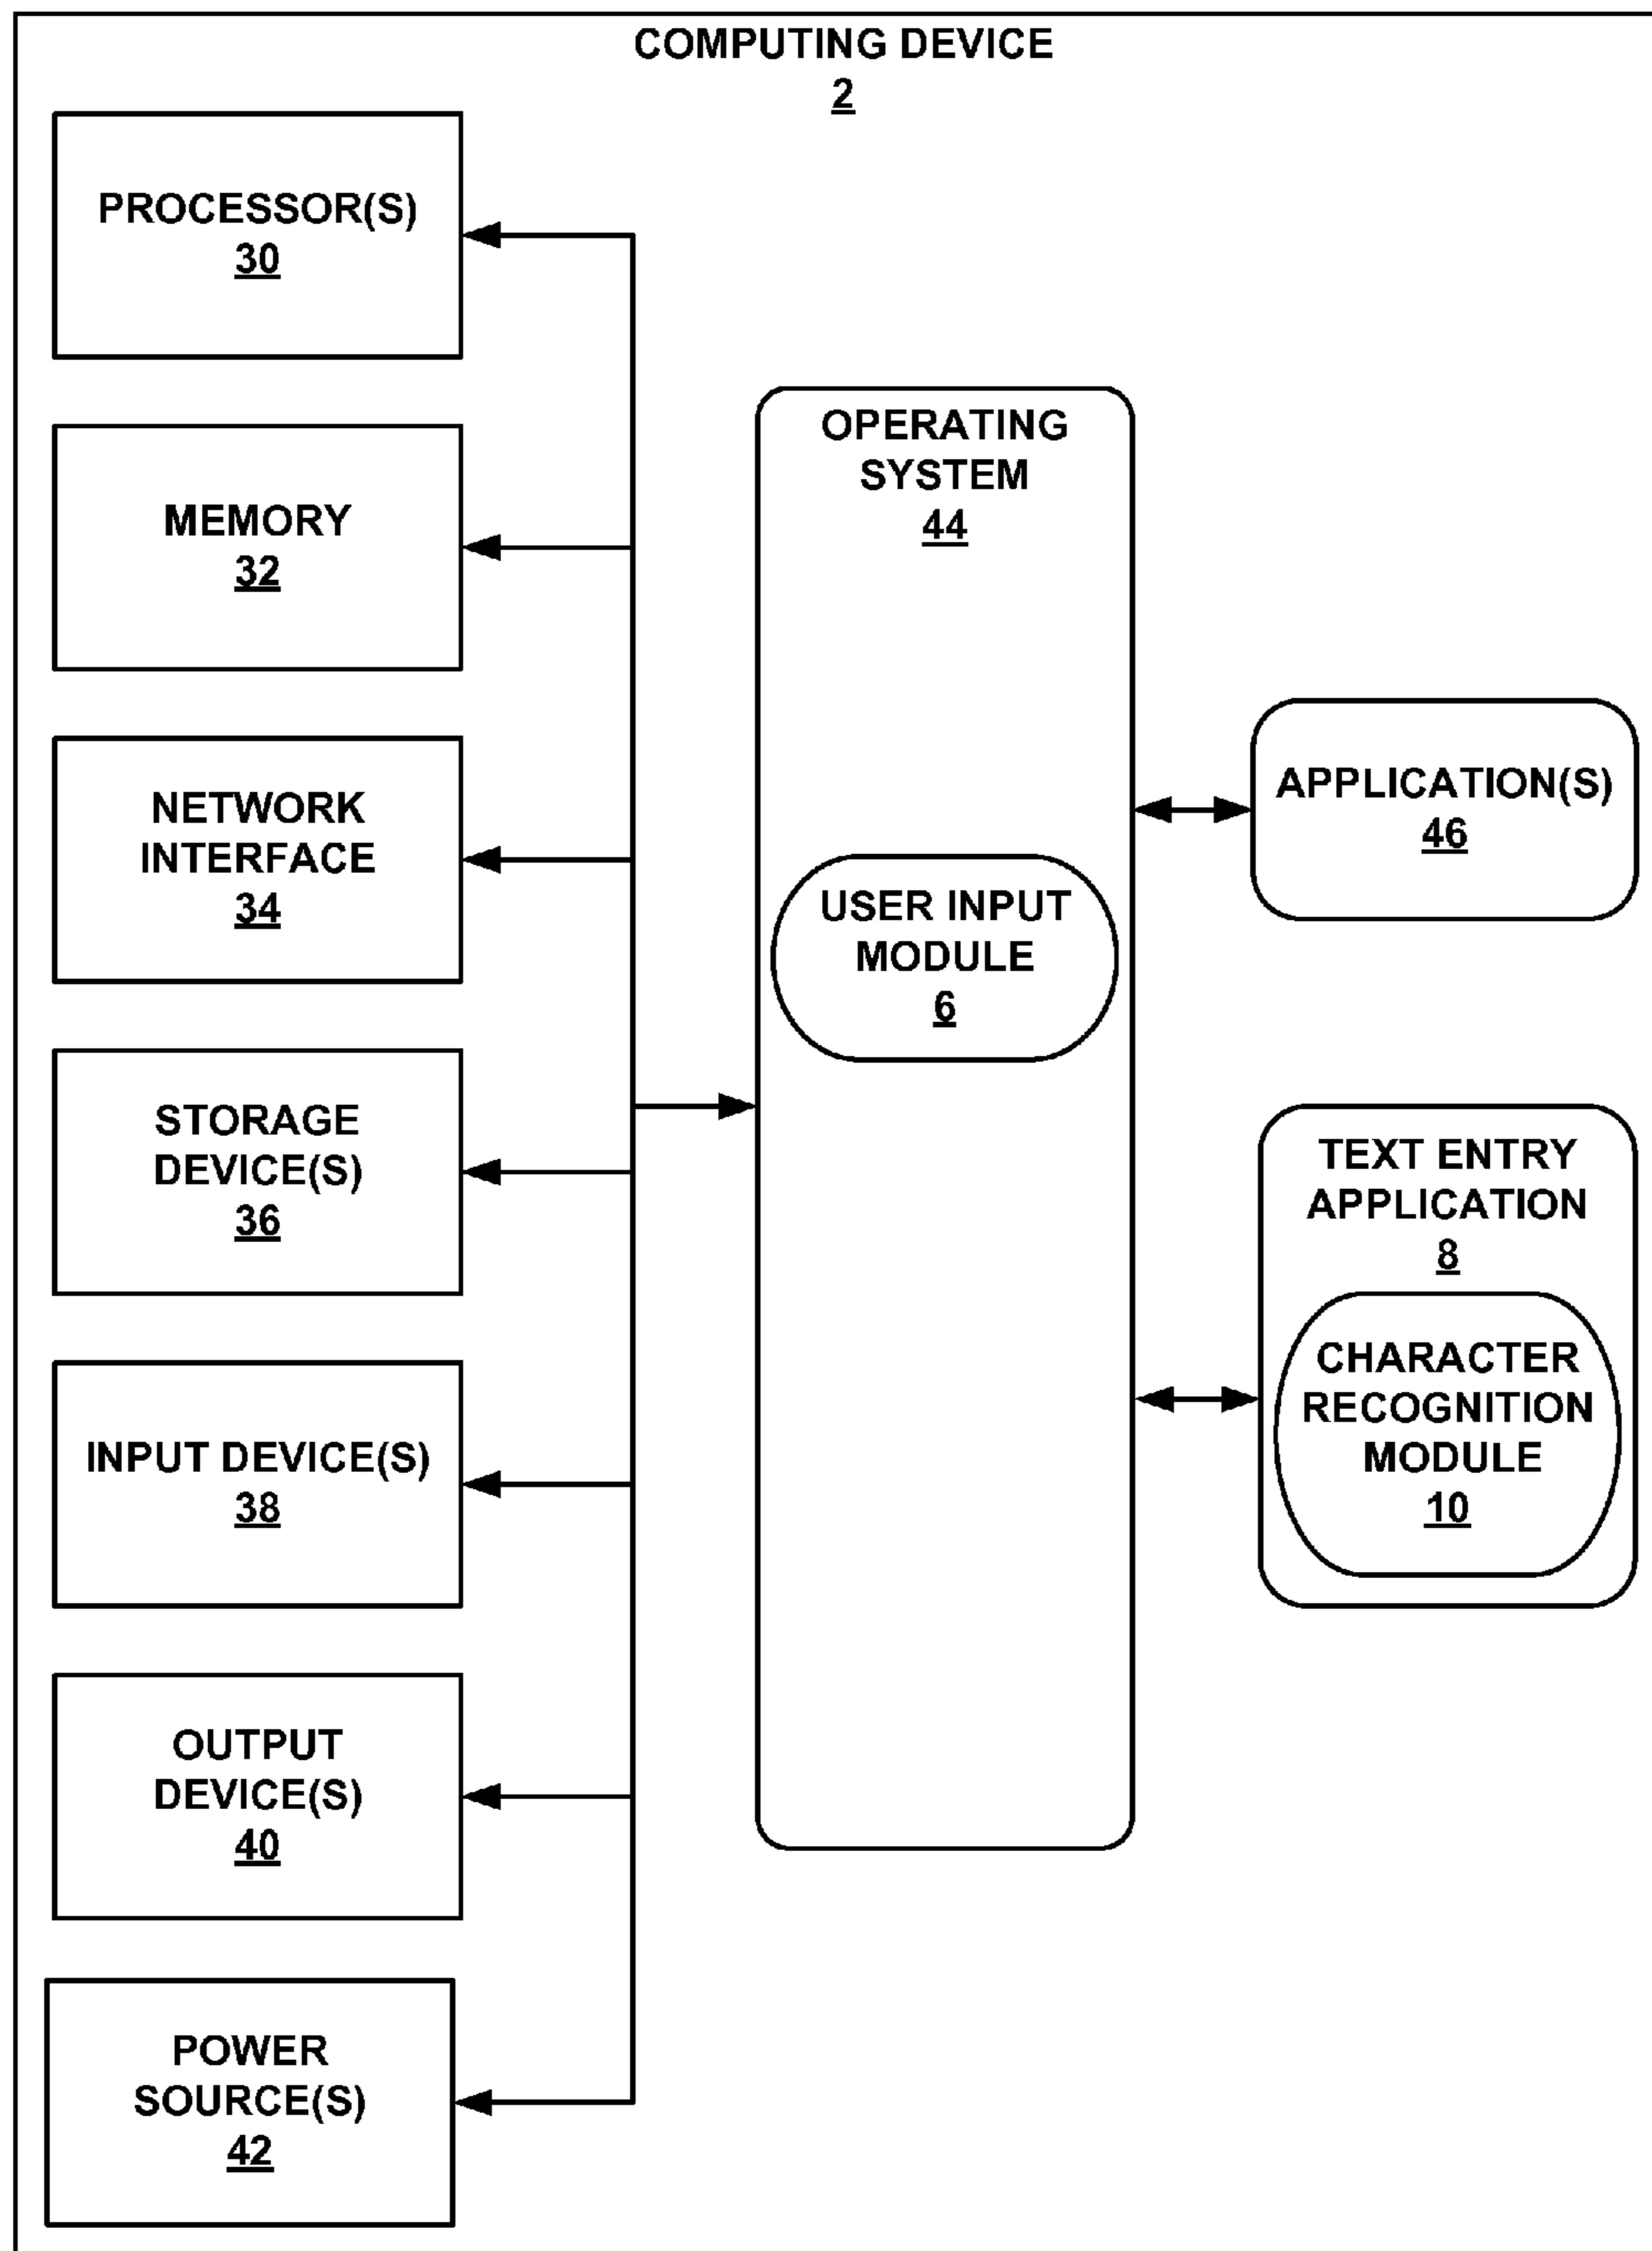 COMPUTING DEVICE
2
PROCESSOR(S)
30
MEMORY
32
NETWORK
INTERFACE
34
STORAGE
DEVICE(S)
36
INPUT DEVICE(S)
38
OUTPUT
DEVICE(S)
40
POWER
SOURCE(S)
42
OPERATING
SYSTEM
44
USER INPUT
MODULE
6
APPLICATION(S)
46
TEXT ENTRY
APPLICATION
8
CHARACTER
RECOGNITION
MODULE
10